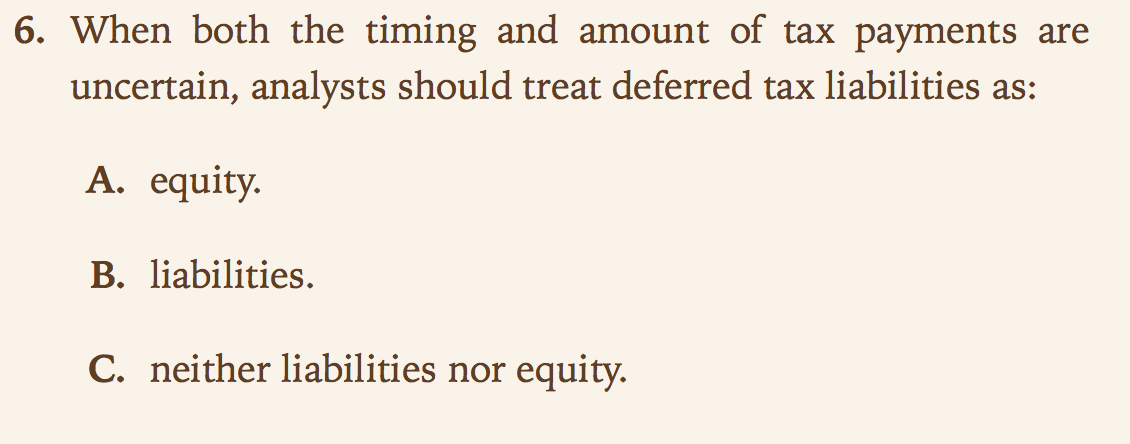 6. When both the timing and amount of tax payments are
uncertain, analysts should treat deferred tax liabilities as:
A. equity.
B. liabilities.
C. neither liabilities nor equity.